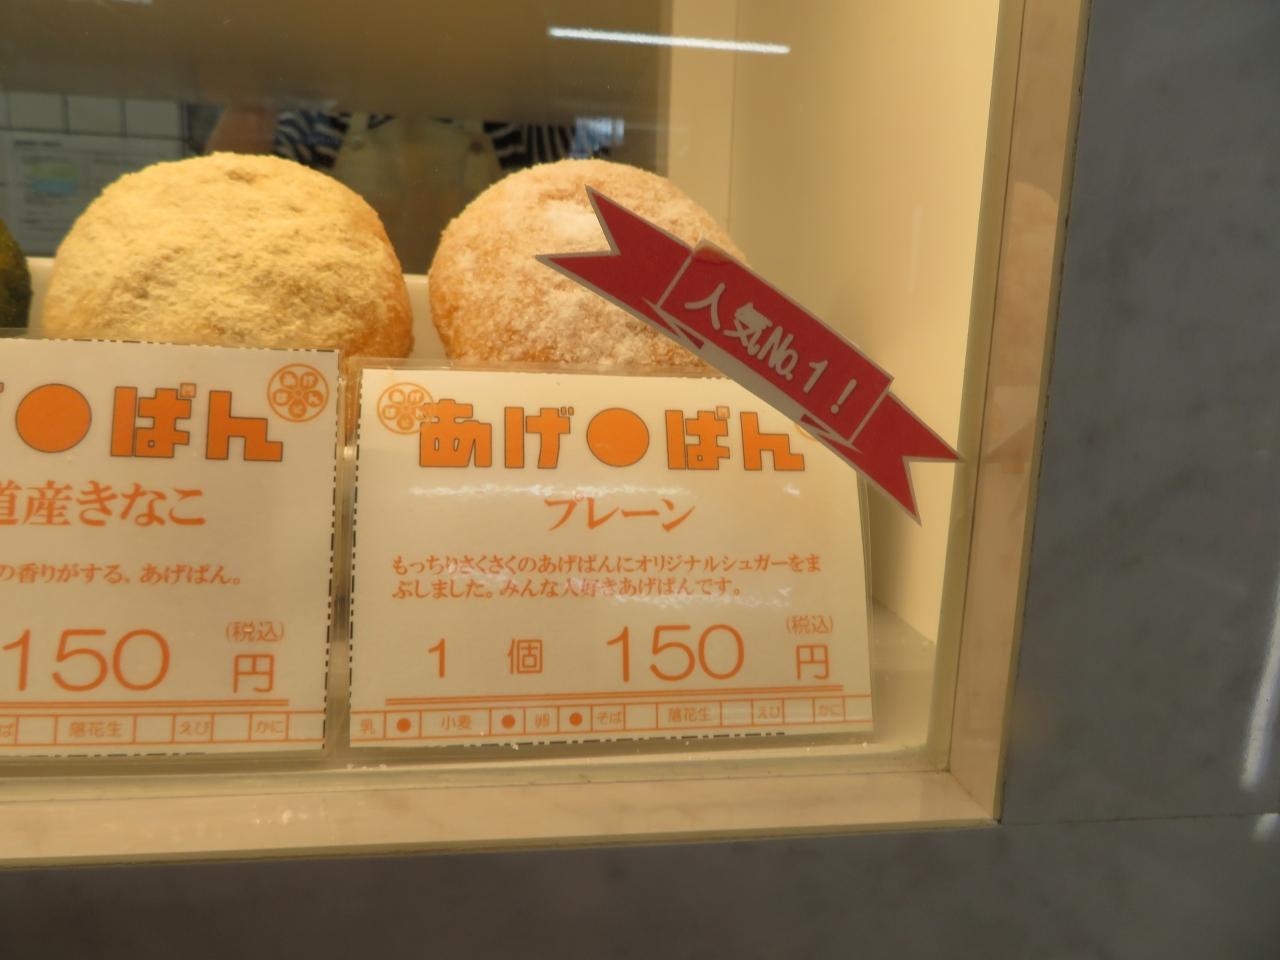 人気No.1！
ば●ぱん
道産きなこ
の香りがする、あげぱん。
150
(税込)
円
落花生 えび かに
あげ●ぱん
プレーン
もっちりさくさくのあげぱんにオリジナルシュガーをま
ぶしました。みんな大好きあげぱんです。
1 個 150
(税込)
円
乳 ● 小麦 ● 卵 ● そば 落花生 えび かに